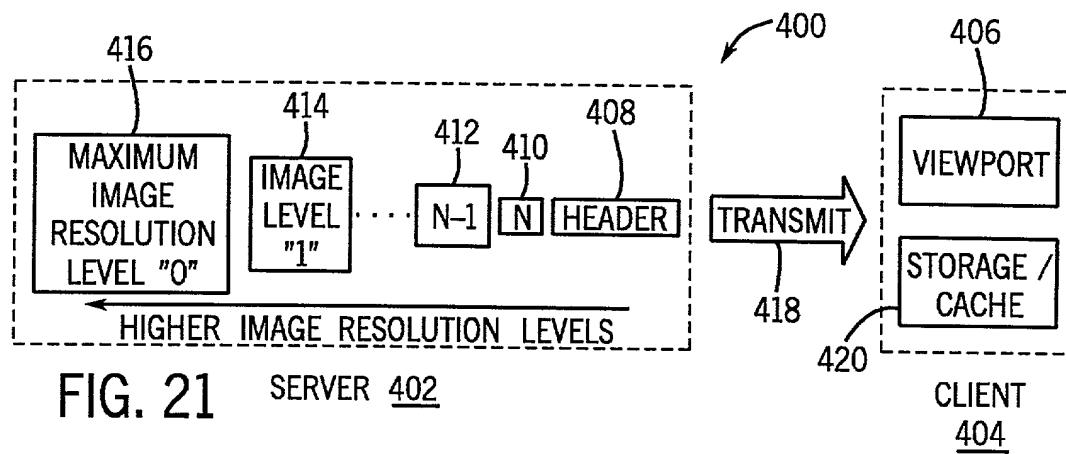 400
416
414
412
410
408
406
MAXIMUM
IMAGE
RESOLUTION
LEVEL "0"
IMAGE
LEVEL
"1"
. . . .
N–1
N
HEADER
TRANSMIT
418
VIEWPORT
STORAGE /
CACHE
420
HIGHER IMAGE RESOLUTION LEVELS
FIG. 21
SERVER 402
CLIENT
404